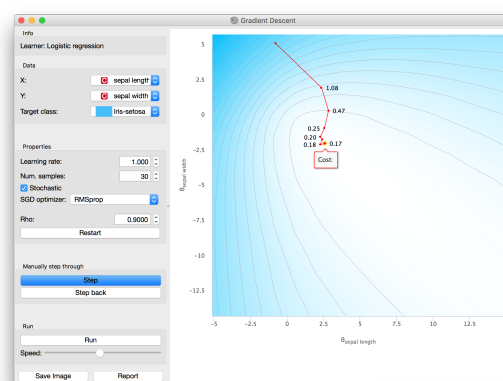 Gradient Descent
Info
Learner: Logistic regression
Data
X: C sepal length
Y: C sepal width
Target class: Iris-setosa
Properties
Learning rate: 1.000
Num. samples: 30
Stochastic
SGD optimizer: RMSprop
Rho: 0.9000
Restart
Manually step through
Step
Step back
Run
Run
Speed:
Save Image Report
5
2.5
0
−2.5
−5
−7.5
−10
−12.5
θsepal width
1.08
0.47
0.25
0.20
0.18 0.17
Cost:
−5 −2.5 0 2.5 5 7.5 10 12.5
θsepal length